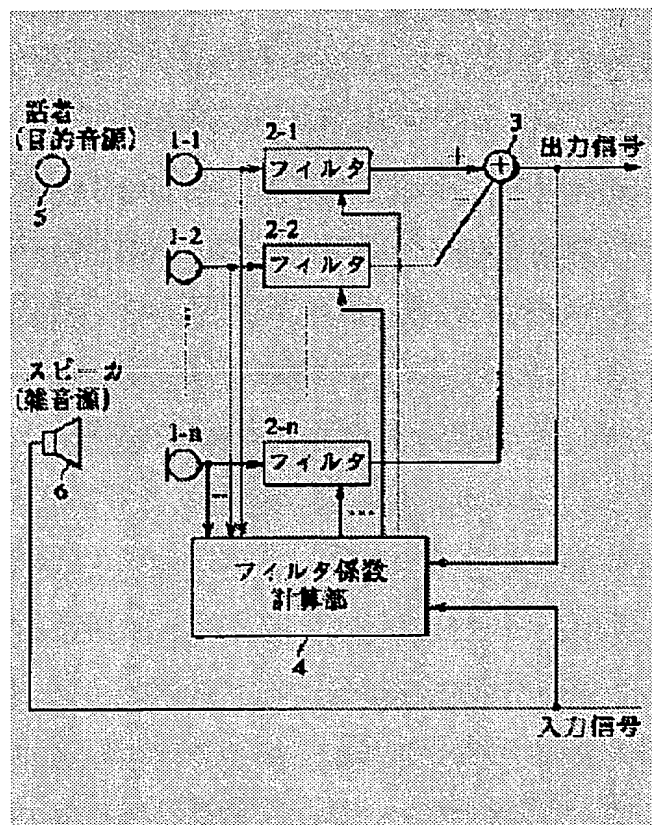 話者
(目的音源)
5
1-1
2-1
フィルタ
3
出力信号
1-2
2-2
フィルタ
スピーカ
(雑音源)
6
1-n
2-n
フィルタ
フィルタ係数
計算部
4
入力信号